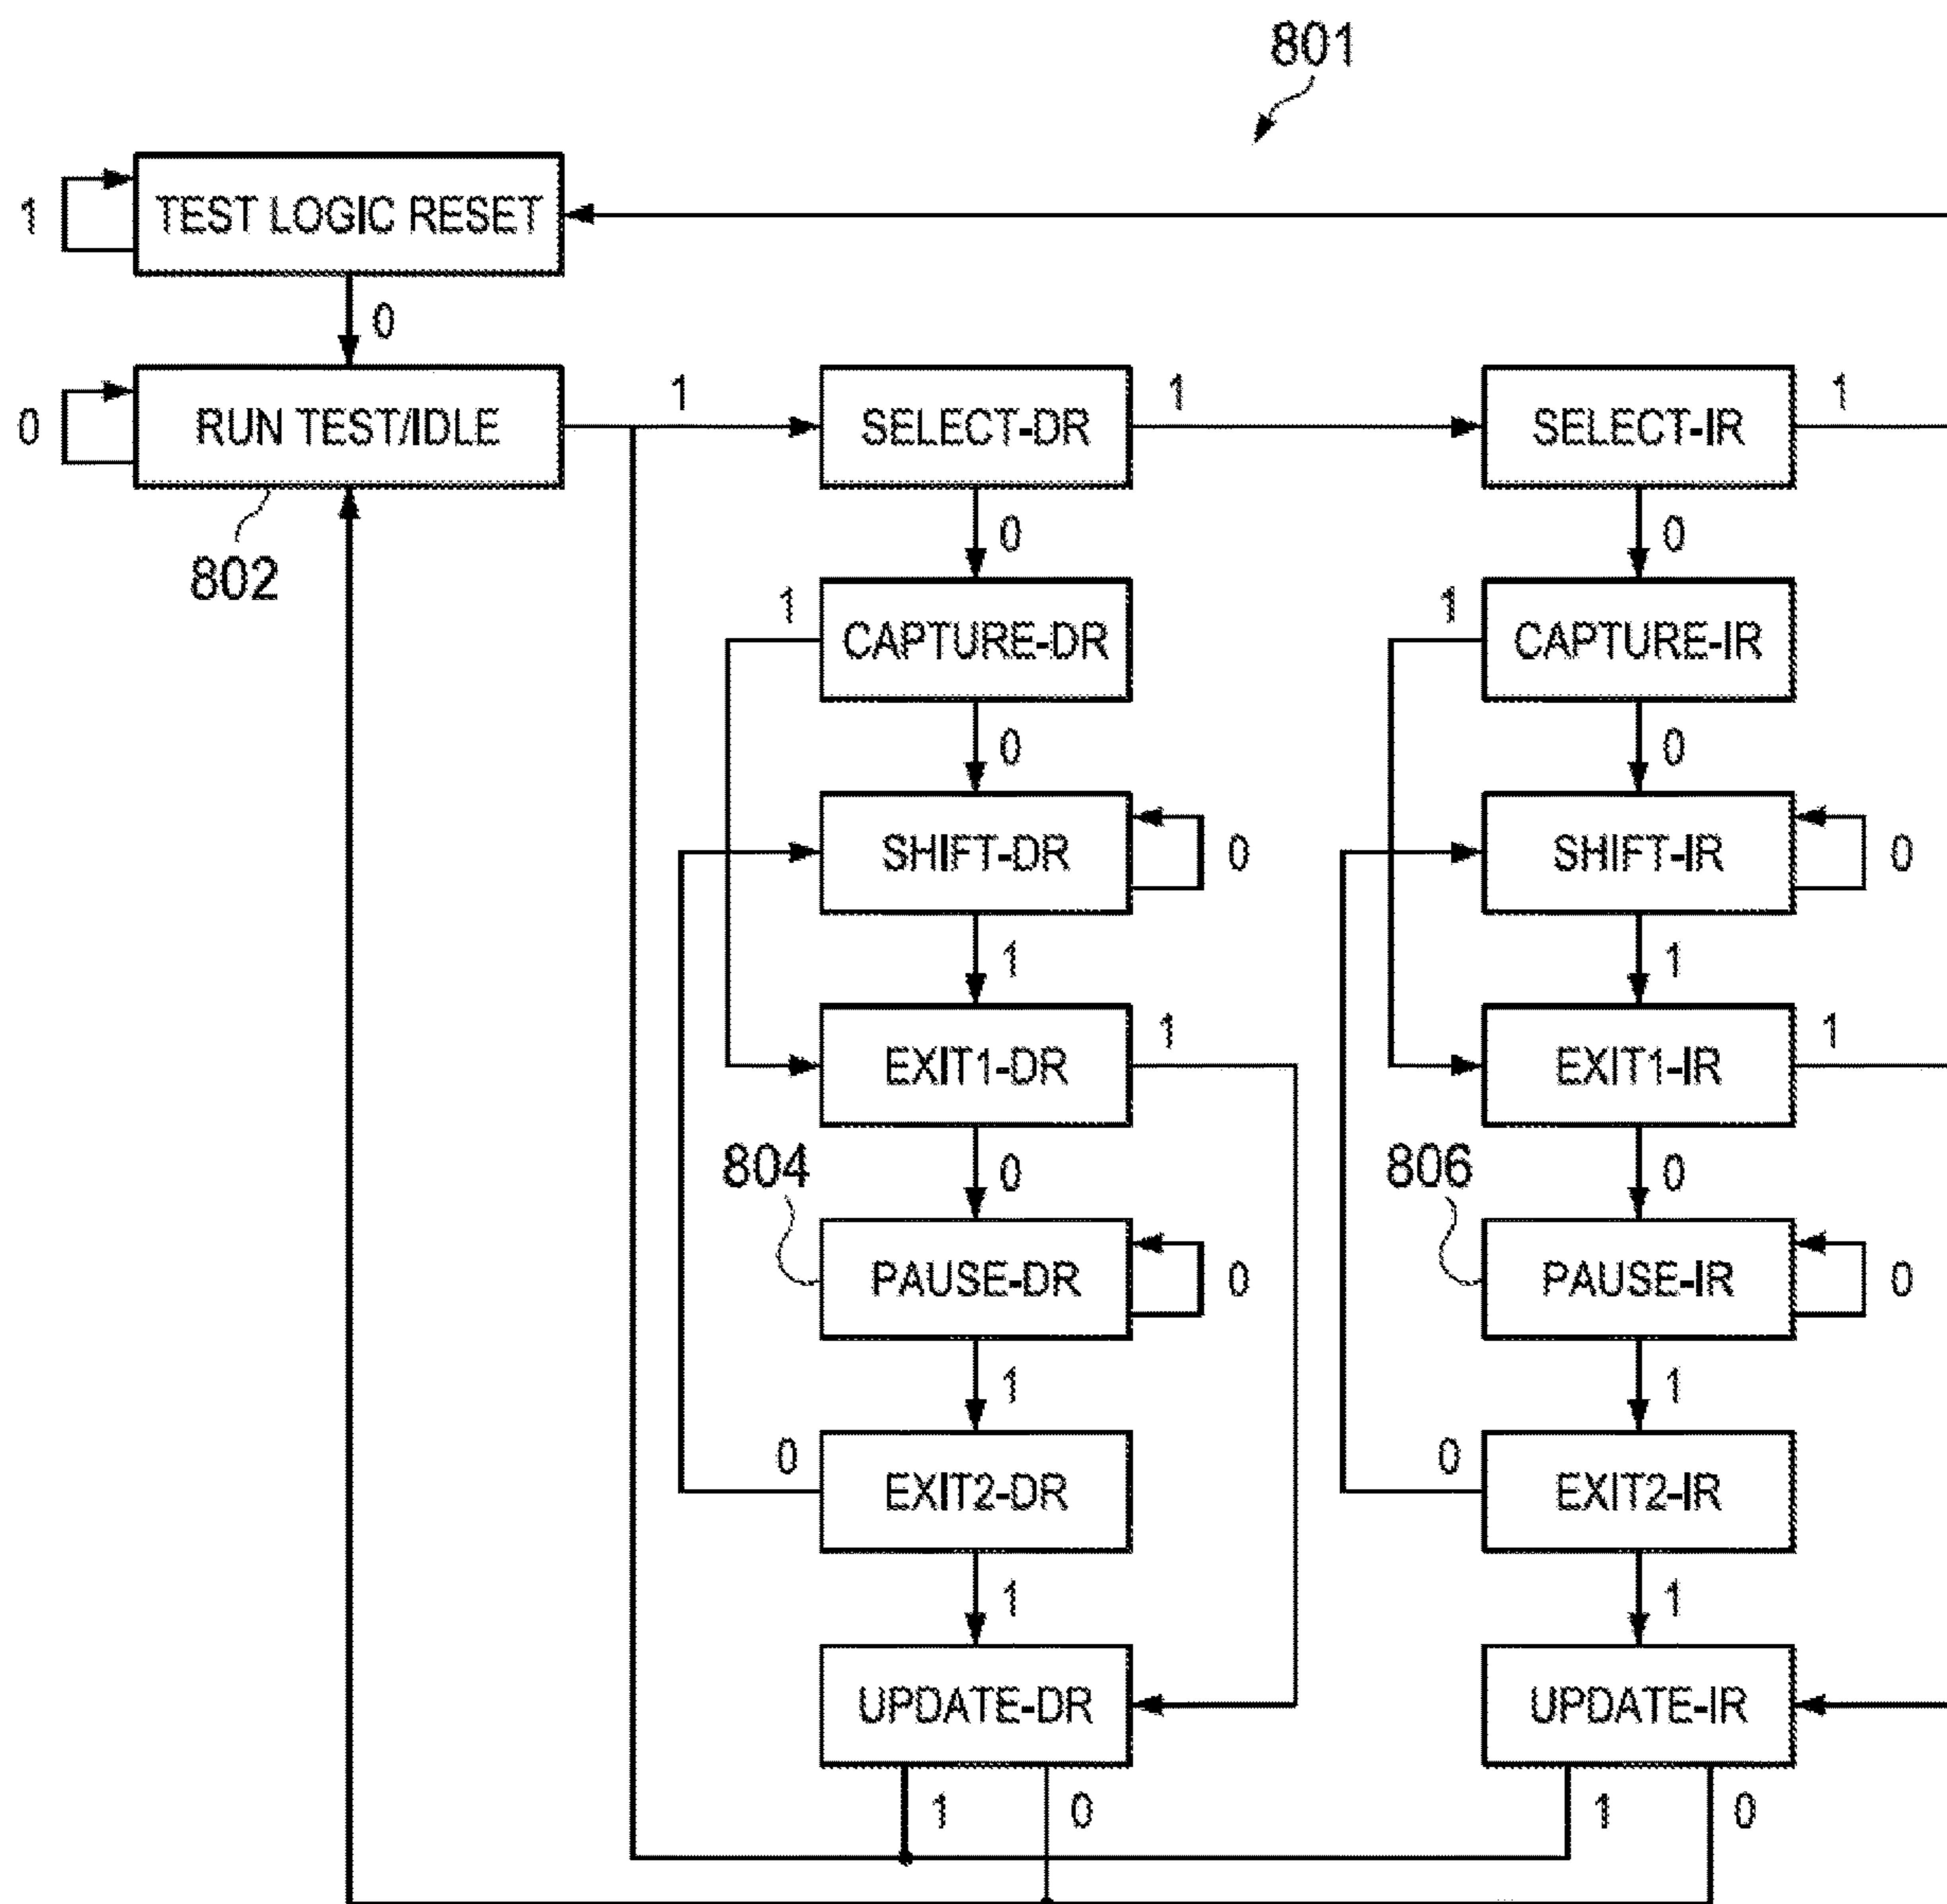 801
TEST LOGIC RESET
1
0
RUN TEST/IDLE
0
802
1
SELECT-DR
1
SELECT-IR
1
0
0
1
CAPTURE-DR
1
CAPTURE-IR
0
0
SHIFT-DR
0
SHIFT-IR
0
1
1
EXIT1-DR
1
EXIT1-IR
1
0
0
804
PAUSE-DR
0
806
PAUSE-IR
0
1
1
0
EXIT2-DR
0
EXIT2-IR
1
1
UPDATE-DR
UPDATE-IR
1
0
1
0